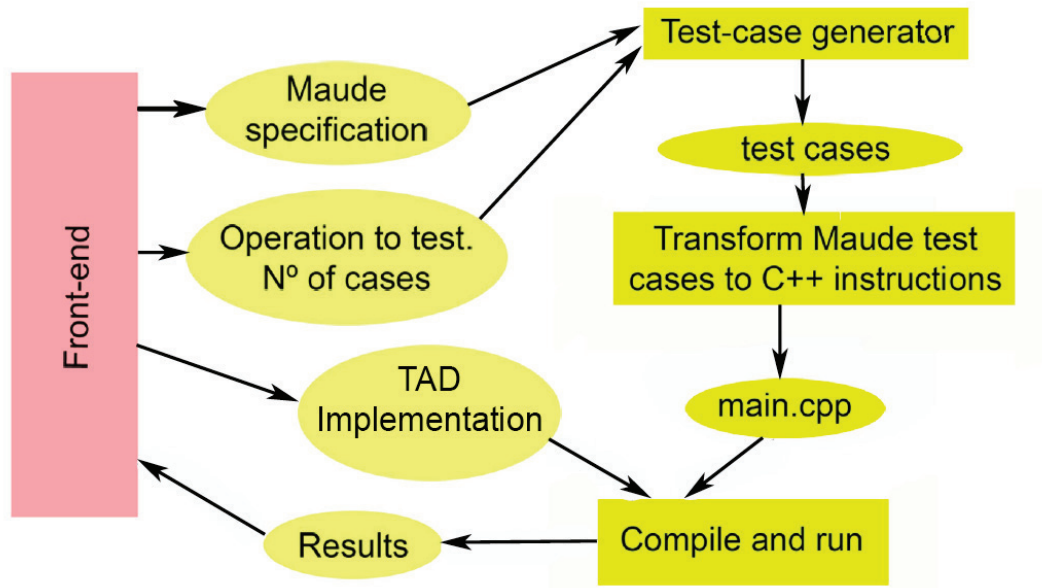 Front-end
Maude
specification
Operation to test.
Nº of cases
TAD
Implementation
Results
Test-case generator
test cases
Transform Maude test
cases to C++ instructions
main.cpp
Compile and run